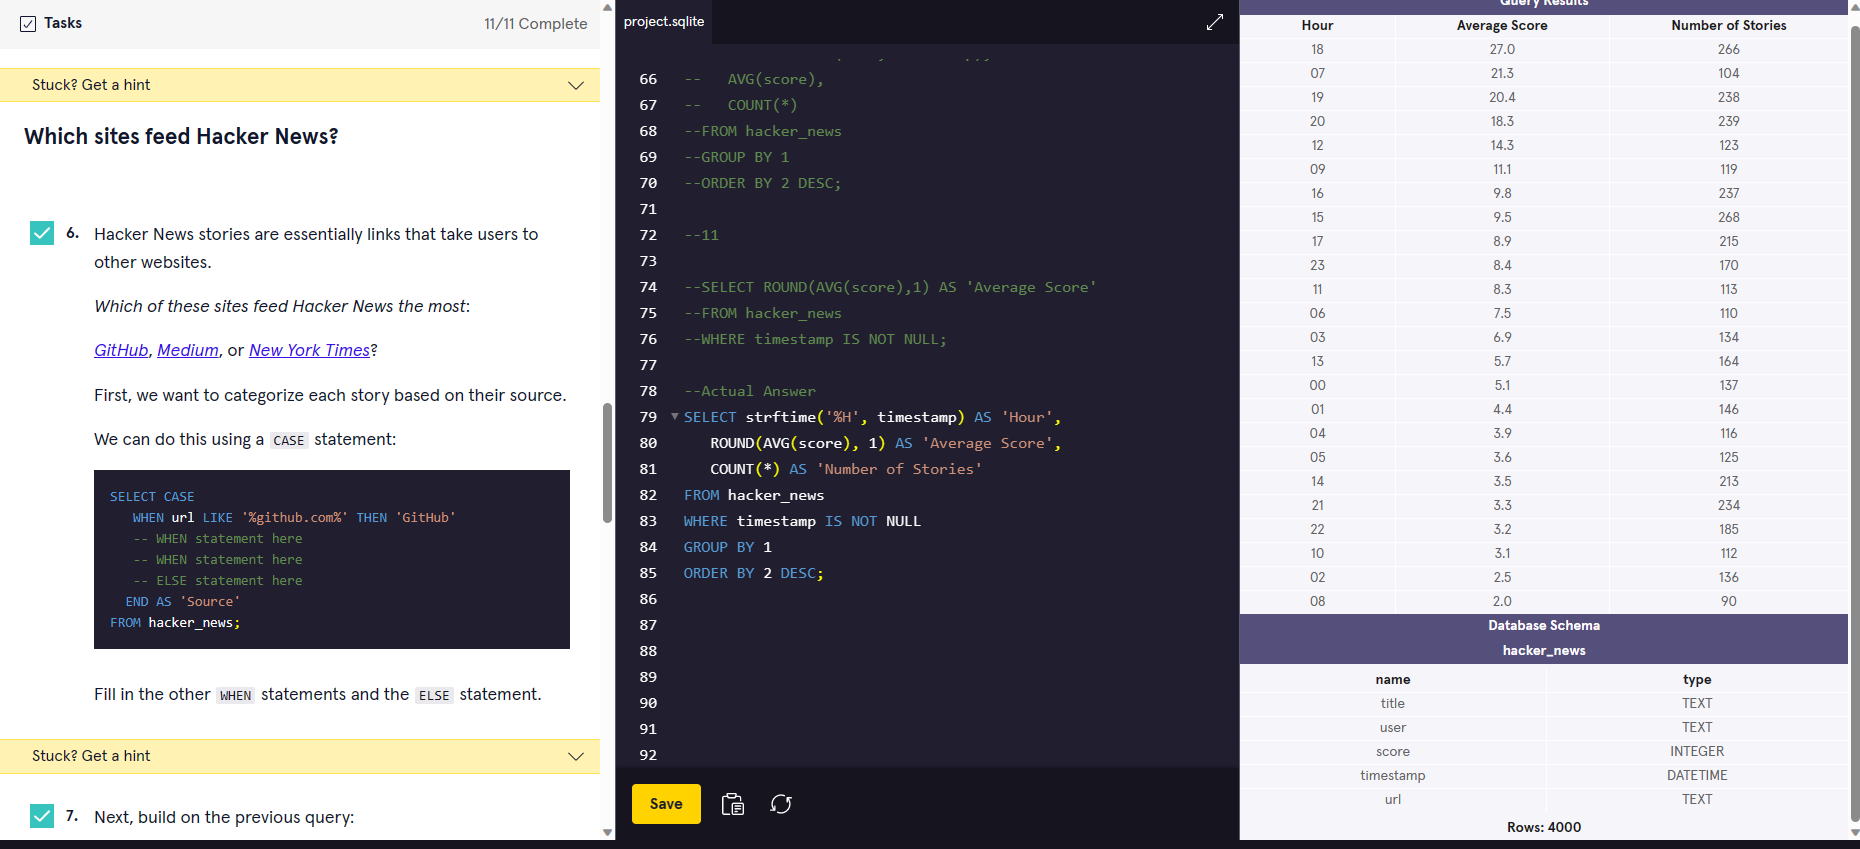 Tasks
11/11 Complete
Stuck? Get a hint
Which sites feed Hacker News?
6. Hacker News stories are essentially links that take users to
other websites.
Which of these sites feed Hacker News the most:
GitHub, Medium, or New York Times?
First, we want to categorize each story based on their source.
We can do this using a CASE statement:
SELECT CASE
WHEN url LIKE '%github.com%' THEN 'GitHub'
-- WHEN statement here
-- WHEN statement here
-- ELSE statement here
END AS 'Source'
FROM hacker_news;
Fill in the other WHEN statements and the ELSE statement.
Stuck? Get a hint
7. Next, build on the previous query:
project.sqlite
66 -- AVG(score),
67 -- COUNT(*)
68 --FROM hacker_news
69 --GROUP BY 1
70 --ORDER BY 2 DESC;
71
72 --11
73
74 --SELECT ROUND(AVG(score),1) AS 'Average Score'
75 --FROM hacker_news
76 --WHERE timestamp IS NOT NULL;
77
78 --Actual Answer
79 SELECT strftime('%H', timestamp) AS 'Hour',
80 ROUND(AVG(score), 1) AS 'Average Score',
81 COUNT(*) AS 'Number of Stories'
82 FROM hacker_news
83 WHERE timestamp IS NOT NULL
84 GROUP BY 1
85 ORDER BY 2 DESC;
86
87
88
89
90
91
92
Save
Query Results
Hour Average Score Number of Stories
18 27.0 266
07 21.3 104
19 20.4 238
20 18.3 239
12 14.3 123
09 11.1 119
16 9.8 237
15 9.5 268
17 8.9 215
23 8.4 170
11 8.3 113
06 7.5 110
03 6.9 134
13 5.7 164
00 5.1 137
01 4.4 146
04 3.9 116
05 3.6 125
14 3.5 213
21 3.3 234
22 3.2 185
10 3.1 112
02 2.5 136
08 2.0 90
Database Schema
hacker_news
name type
title TEXT
user TEXT
score INTEGER
timestamp DATETIME
url TEXT
Rows: 4000